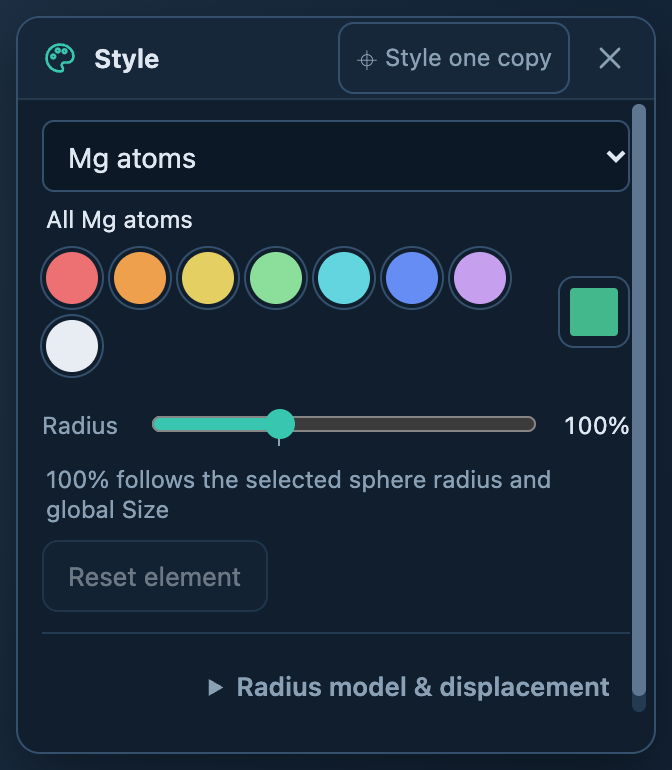 Style
Style one copy
Mg atoms
All Mg atoms
Radius
100%
100% follows the selected sphere radius and
global Size
Reset element
Radius model & displacement